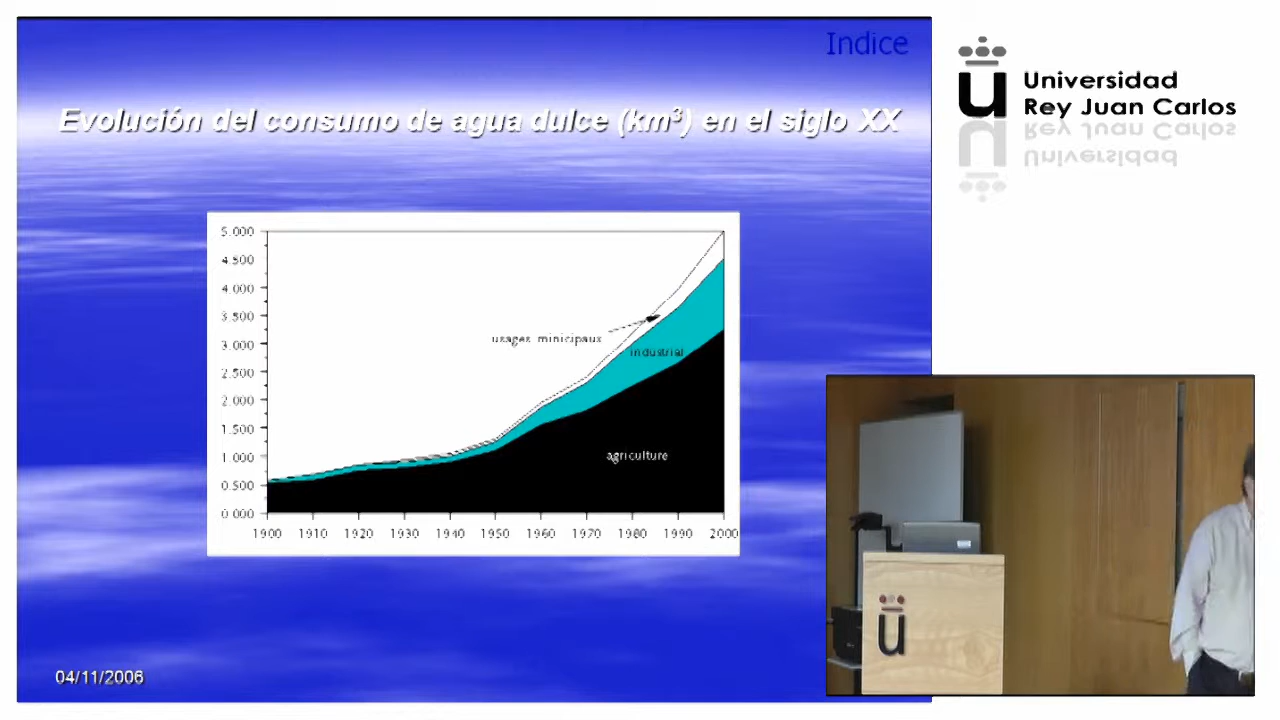 Indice
Evolución del consumo de agua dulce (km³) en el siglo XX
5.000
4.500
4.000
3.500
3.000
2.500
2.000
1.500
1.000
0.500
0.000
usages minicipaux
industrial
agriculture
1900 1910 1920 1930 1940 1950 1960 1970 1980 1990 2000
04/11/2006
Universidad
Rey Juan Carlos